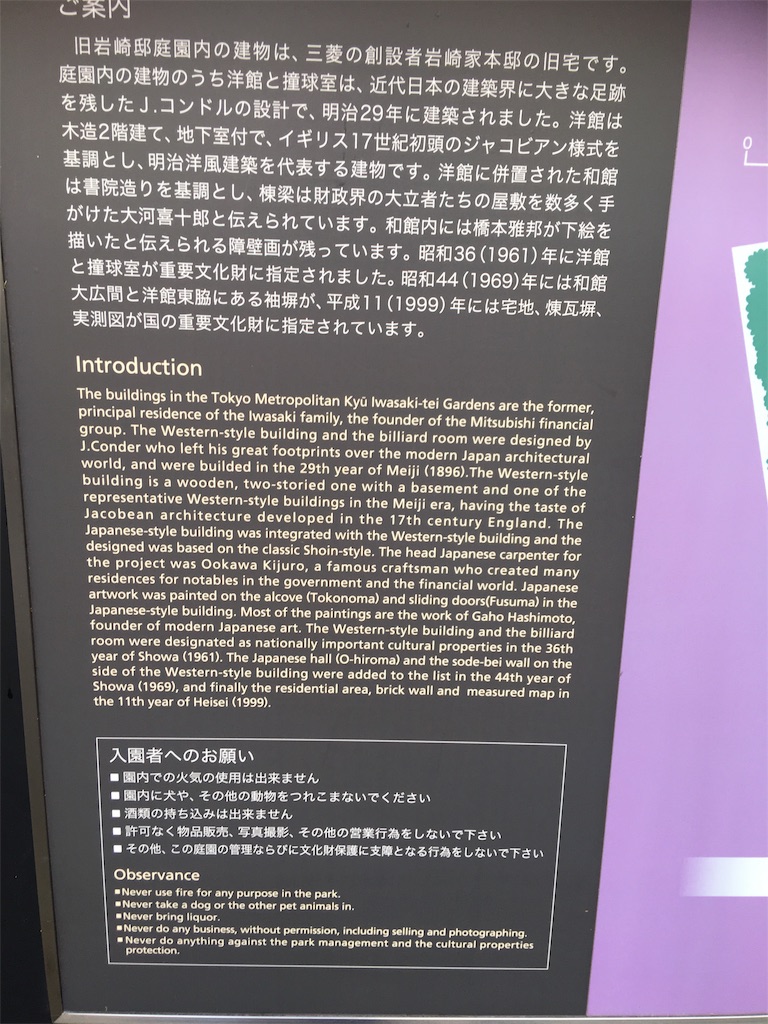 ご案内
旧岩崎邸庭園内の建物は、三菱の創設者岩崎家本邸の旧宅です。
庭園内の建物のうち洋館と撞球室は、近代日本の建築界に大きな足跡
を残したJ.コンドルの設計で、明治29年に建築されました。洋館は
木造2階建て、地下室付で、イギリス17世紀初頭のジャコビアン様式を
基調とし、明治洋風建築を代表する建物です。洋館に併置された和館
は書院造りを基調とし、棟梁は財政界の大立者たちの屋敷を数多く手
がけた大河喜十郎と伝えられています。和館内には橋本雅邦が下絵を
描いたと伝えられる障壁画が残っています。昭和36(1961)年に洋館
と撞球室が重要文化財に指定されました。昭和44(1969)年には和館
大広間と洋館東脇にある袖塀が、平成11(1999)年には宅地、煉瓦塀、
実測図が国の重要文化財に指定されています。
Introduction
The buildings in the Tokyo Metropolitan Kyū Iwasaki-tei Gardens are the former,
principal residence of the Iwasaki family, the founder of the Mitsubishi financial
group. The Western-style building and the billiard room were designed by
J.Conder who left his great footprints over the modern Japan architectural
world, and were builded in the 29th year of Meiji (1896).The Western-style
building is a wooden, two-storied one with a basement and one of the
representative Western-style buildings in the Meiji era, having the taste of
Jacobean architecture developed in the 17th century England. The
Japanese-style building was integrated with the Western-style building and the
designed was based on the classic Shoin-style. The head Japanese carpenter for
the project was Ookawa Kijuro, a famous craftsman who created many
residences for notables in the government and the financial world. Japanese
artwork was painted on the alcove (Tokonoma) and sliding doors(Fusuma) in the
Japanese-style building. Most of the paintings are the work of Gaho Hashimoto,
founder of modern Japanese art. The Western-style building and the billiard
room were designated as nationally important cultural properties in the 36th
year of Showa (1961). The Japanese hall (O-hiroma) and the sode-bei wall on the
side of the Western-style building were added to the list in the 44th year of
Showa (1969), and finally the residential area, brick wall and measured map in
the 11th year of Heisei (1999).
入園者へのお願い
■園内での火気の使用は出来ません
■園内に犬や、その他の動物をつれこまないでください
■酒類の持ち込みは出来ません
■許可なく物品販売、写真撮影、その他の営業行為をしないで下さい
■その他、この庭園の管理ならびに文化財保護に支障となる行為をしないで下さい
Observance
■Never use fire for any purpose in the park.
■Never take a dog or the other pet animals in.
■Never bring liquor.
■Never do any business, without permission, including selling and photographing.
■Never do anything against the park management and the cultural properties
protection.
0